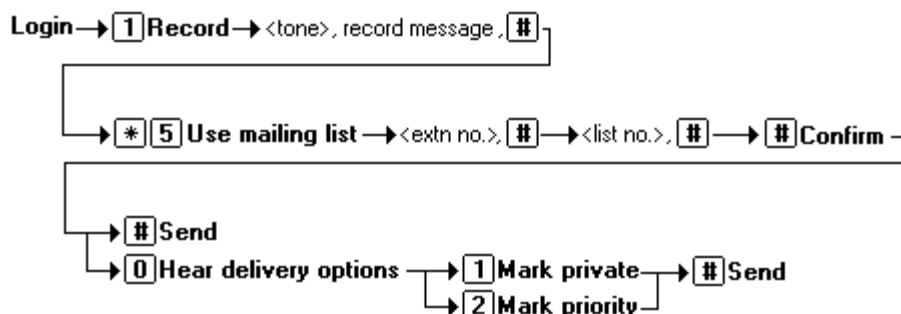 Login 1 Record <tone>, record message , #
* 5 Use mailing list <extn no.>, # <list no.>, # # Confirm
# Send
0 Hear delivery options 1 Mark private # Send
2 Mark priority